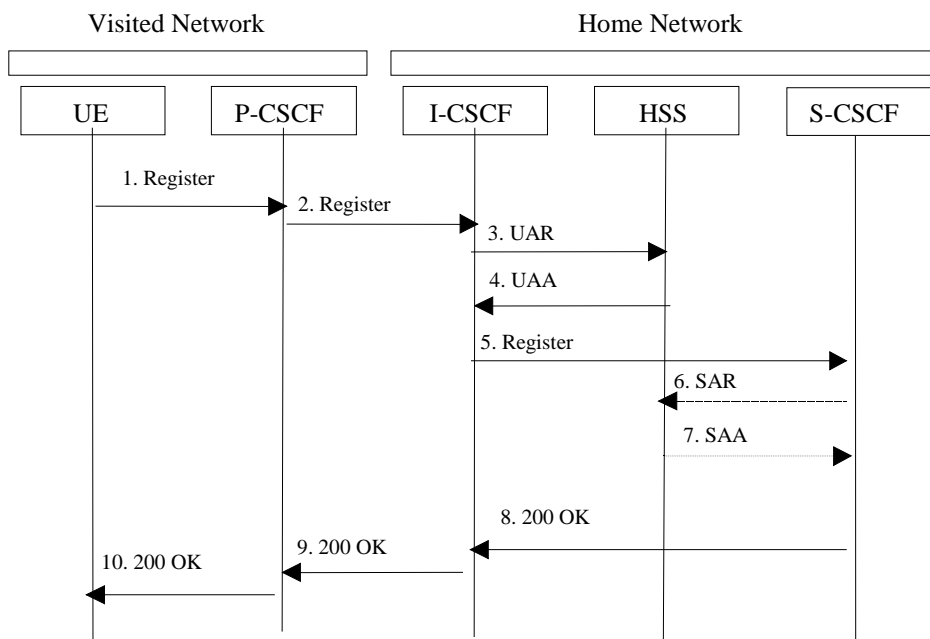 Visited Network
Home Network
UE
P-CSCF
I-CSCF
HSS
S-CSCF
1. Register
2. Register
3. UAR
4. UAA
5. Register
6. SAR
7. SAA
8. 200 OK
9. 200 OK
10. 200 OK